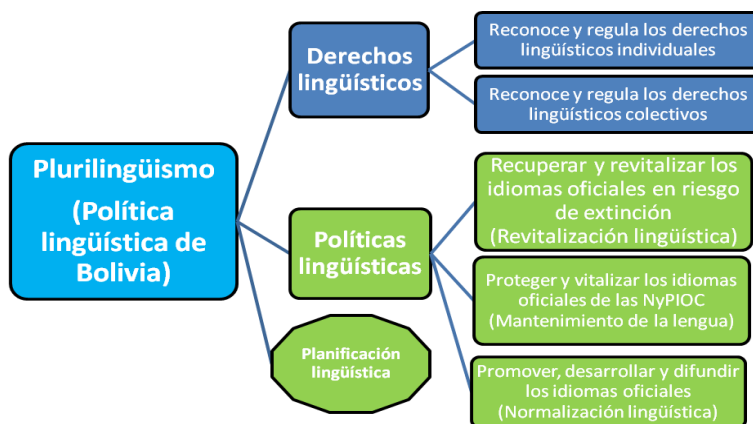 Plurilingüismo
(Política
lingüística de
Bolivia)
Derechos
lingüísticos
Reconoce y regula los derechos
lingüísticos individuales
Reconoce y regula los derechos
lingüísticos colectivos
Políticas
lingüísticas
Recuperar y revitalizar los
idiomas oficiales en riesgo
de extinción
(Revitalización lingüística)
Proteger y vitalizar los idiomas
oficiales de las NyPIOC
(Mantenimiento de la lengua)
Promover, desarrollar y difundir
los idiomas oficiales
(Normalización lingüística)
Planificación
lingüística